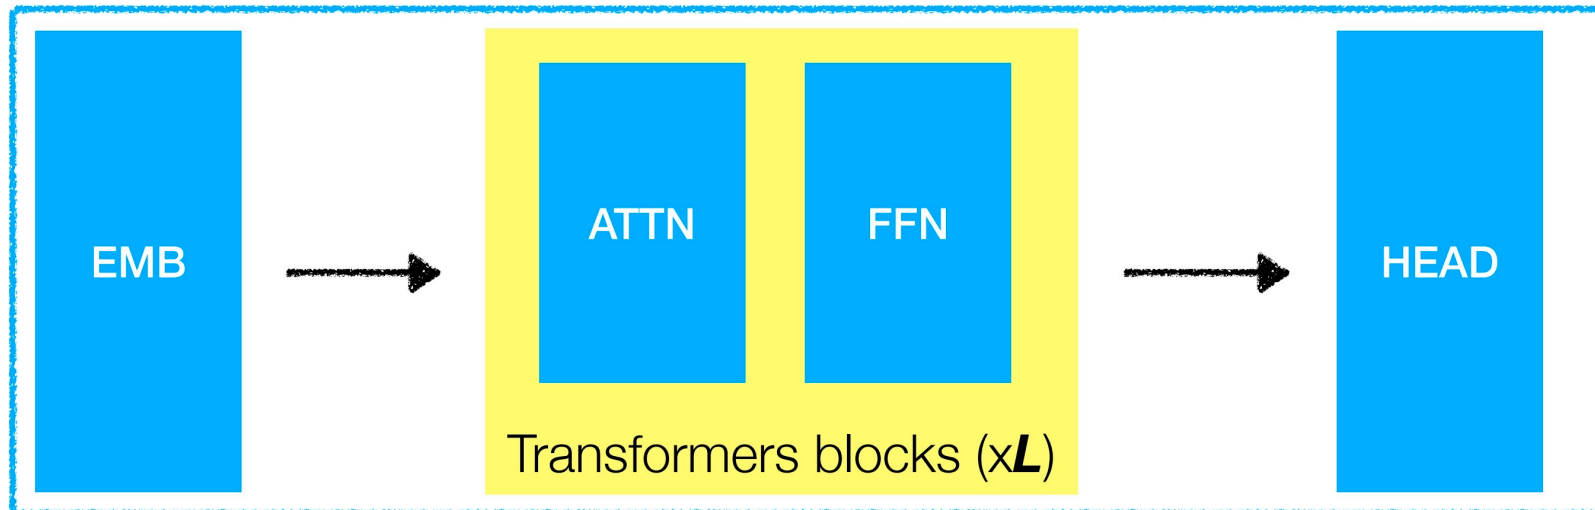 EMB
ATTN
FFN
HEAD
Transformers blocks (xL)